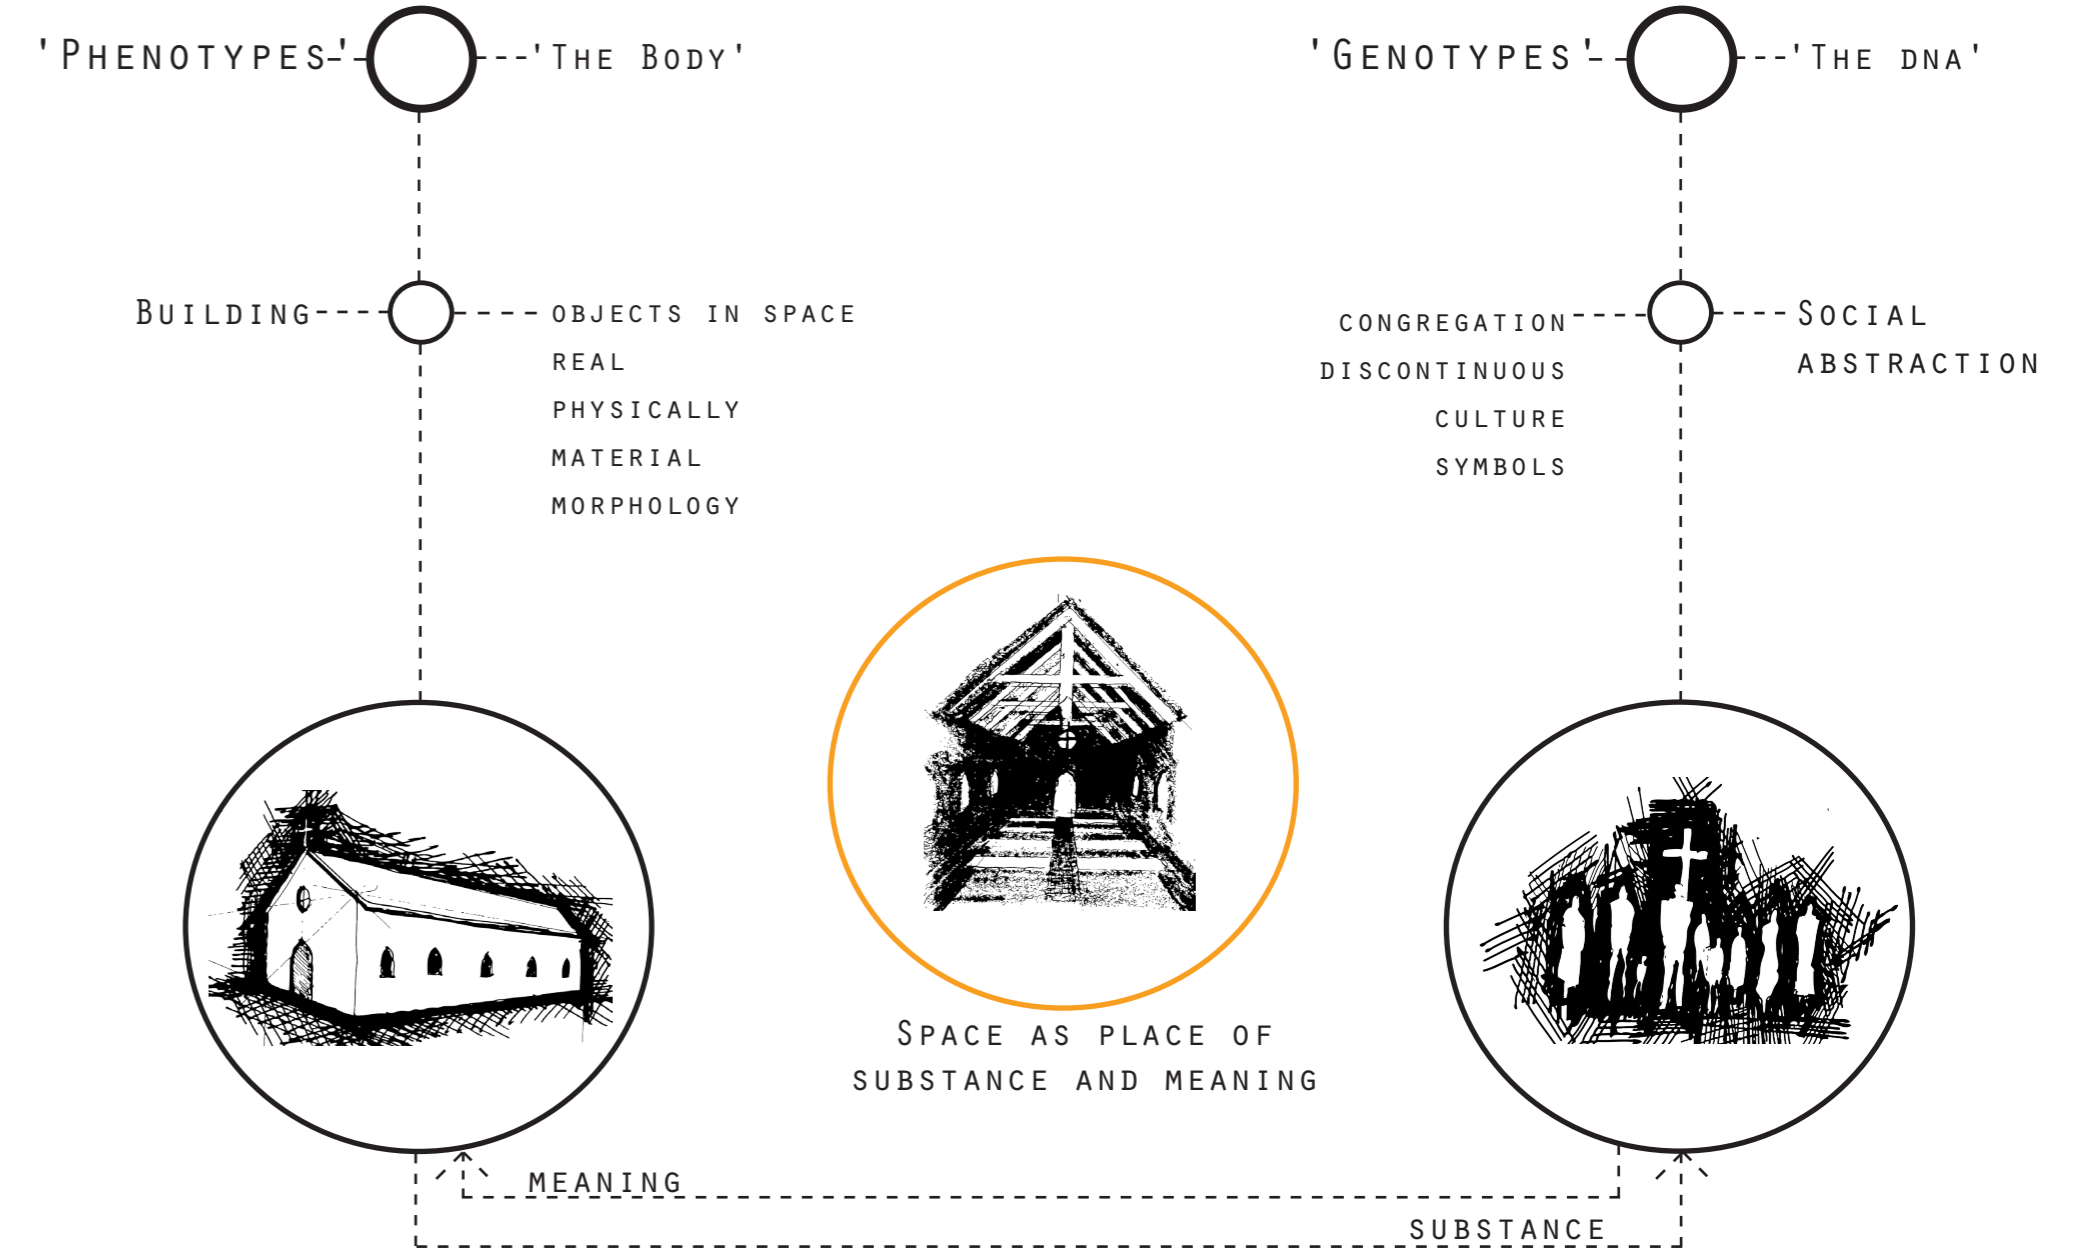 'Phenotypes'
'The Body'
Building
objects in space
real
physically
material
morphology
'Genotypes'
'The dna'
congregation
discontinuous
culture
symbols
Social
abstraction
Space as place of
substance and meaning
meaning
substance